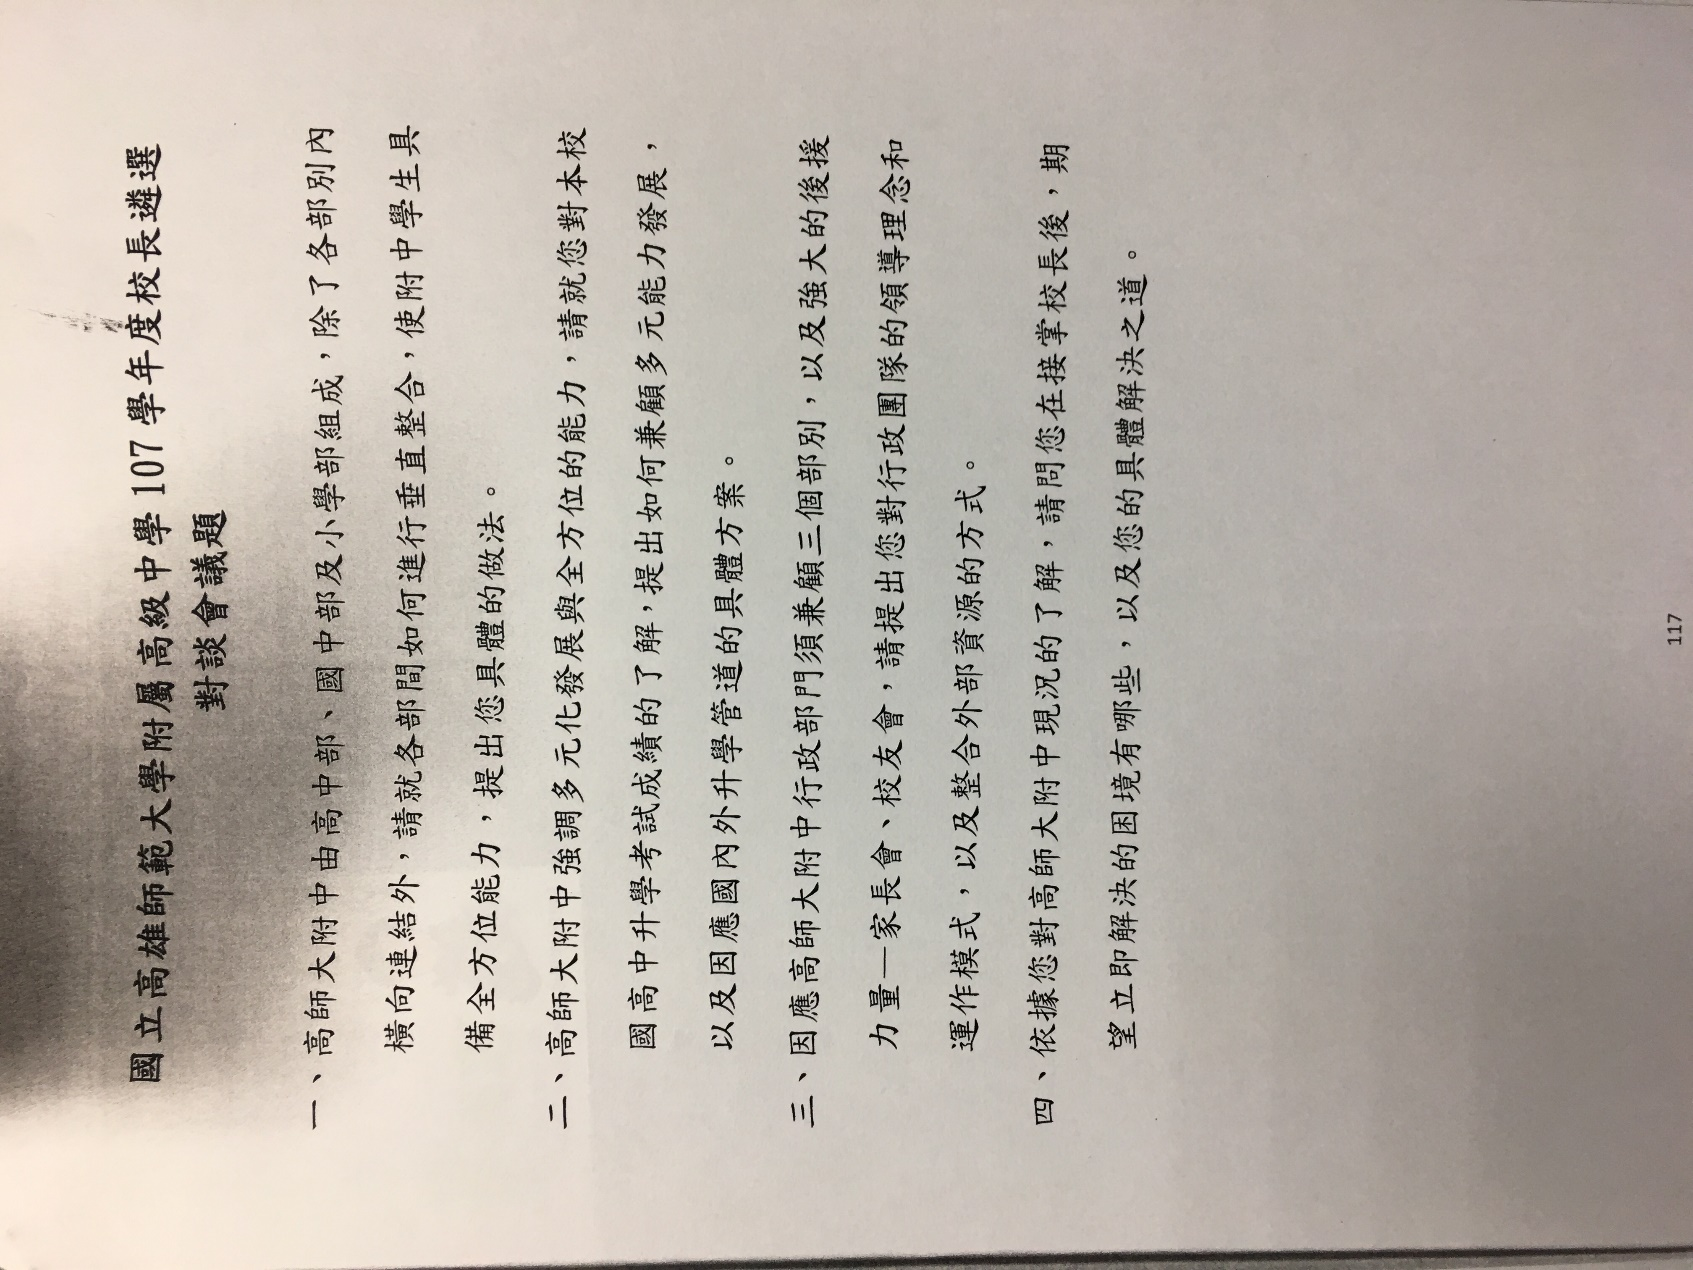 國立高雄師範大學附屬高級中學 107 學年度校長遴選
對談會議題
一、高師大附中由高中部、國中部及小學部組成，除了各部別內
橫向連結外，請就各部間如何進行垂直整合，使附中學生具
備全方位能力，提出您具體的做法。
二、高師大附中強調多元化發展與全方位的能力，請就您對本校
國高中升學考試成績的了解，提出如何兼顧多元能力發展，
以及因應國內外升學管道的具體方案。
三、因應高師大附中行政部門須兼顧三個部別，以及強大的後援
力量—家長會、校友會，請提出您對行政團隊的領導理念和
運作模式，以及整合外部資源的方式。
四、依據您對高師大附中現況的了解，請問您在接掌校長後，期
望立即解決的困境有哪些，以及您的具體解決之道。
117